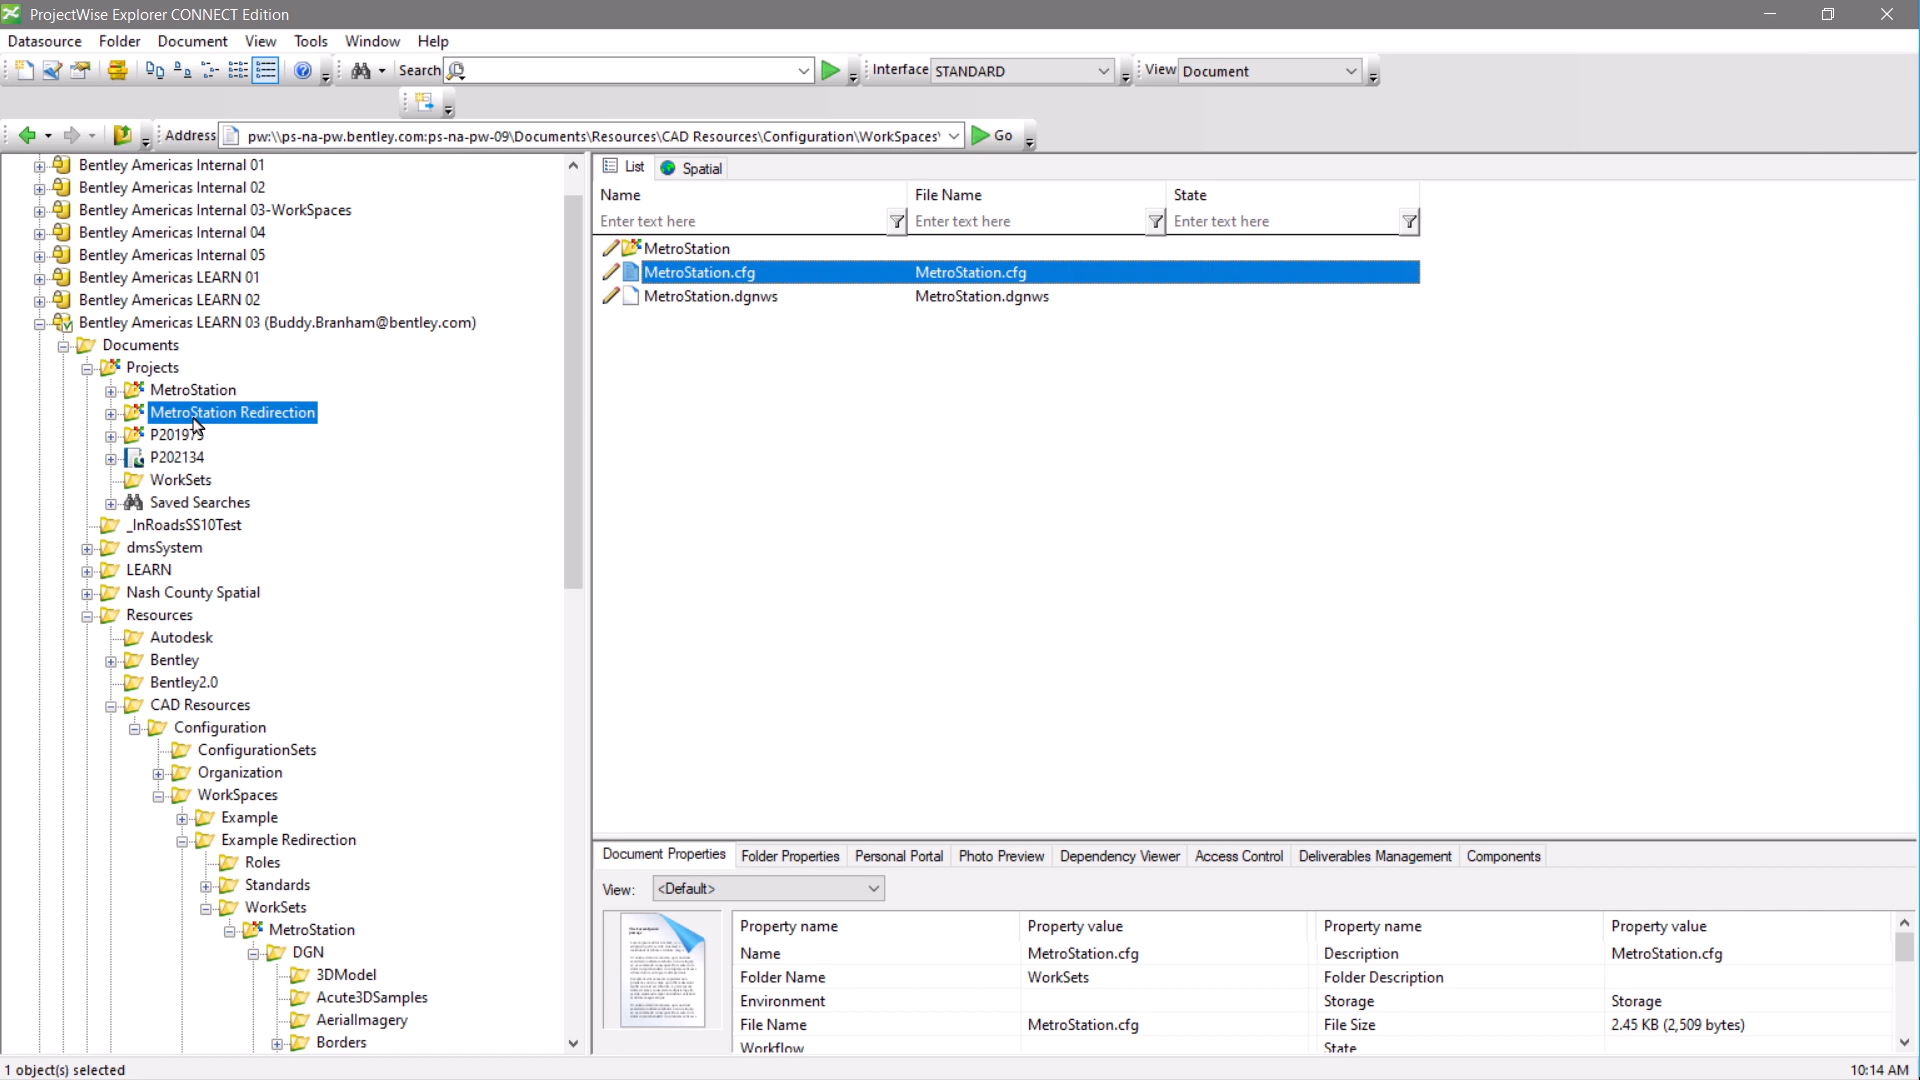 ProjectWise Explorer CONNECT Edition
Datasource Folder Document View Tools Window Help
Search Interface STANDARD View Document
Address pw:\\ps-na-pw.bentley.com:ps-na-pw-09\Documents\Resources\CAD Resources\Configuration\WorkSpaces\ Go
Bentley Americas Internal 01
Bentley Americas Internal 02
Bentley Americas Internal 03-WorkSpaces
Bentley Americas Internal 04
Bentley Americas Internal 05
Bentley Americas LEARN 01
Bentley Americas LEARN 02
Bentley Americas LEARN 03 (Buddy.Branham@bentley.com)
Documents
Projects
MetroStation
MetroStation Redirection
P201975
P202134
WorkSets
Saved Searches
_InRoadsSS10Test
dmsSystem
LEARN
Nash County Spatial
Resources
Autodesk
Bentley
Bentley2.0
CAD Resources
Configuration
ConfigurationSets
Organization
WorkSpaces
Example
Example Redirection
Roles
Standards
WorkSets
MetroStation
DGN
3DModel
Acute3DSamples
AerialImagery
Borders
List Spatial
Name File Name State
Enter text here Enter text here Enter text here
MetroStation
MetroStation.cfg MetroStation.cfg
MetroStation.dgnws MetroStation.dgnws
Document Properties Folder Properties Personal Portal Photo Preview Dependency Viewer Access Control Deliverables Management Components
View: <Default>
Property name Property value Property name Property value
Name MetroStation.cfg Description MetroStation.cfg
Folder Name WorkSets Folder Description
Environment Storage Storage
File Name MetroStation.cfg File Size 2.45 KB (2,509 bytes)
Workflow State
1 object(s) selected 10:14 AM